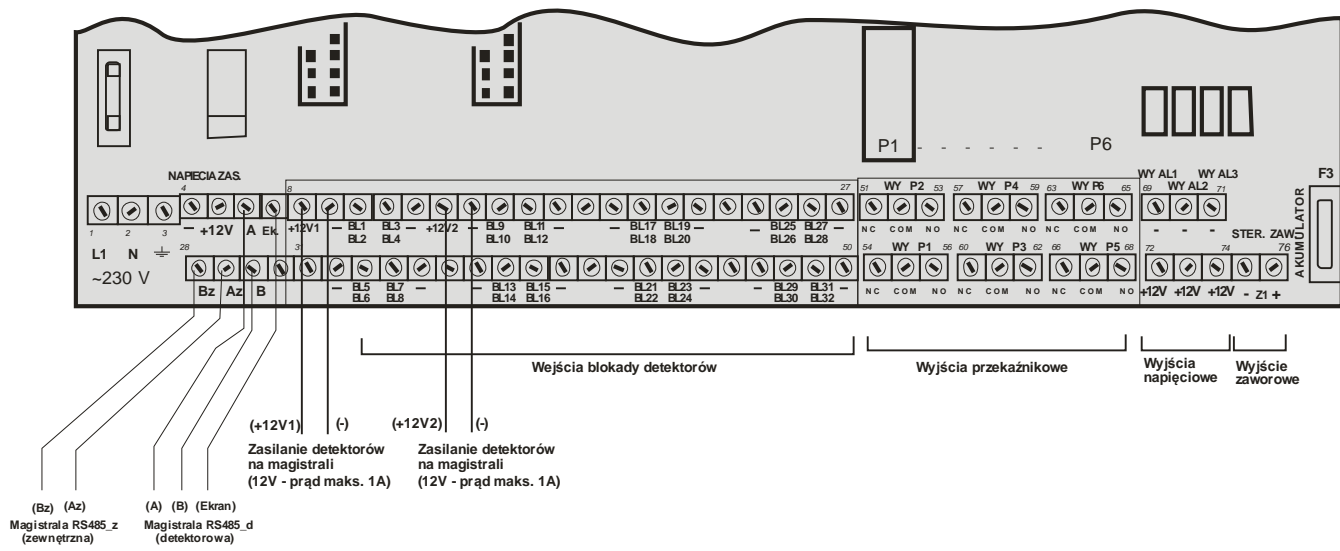 P1 P6
NAPIECIA ZAS.
4 8 27 51 WY P2 53 57 WY P4 59 63 WY P6 65
WY AL1 WY AL3
69 WY AL2 71
F3
1 2 3
– +12V A Ek. +12V1 – BL1 BL3 – +12V2 – BL9 BL11 – – BL17 BL19 – – BL25 BL27 –
BL2 BL4 BL10 BL12 BL18 BL20 BL26 BL28
NC COM NO NC COM NO NC COM NO
- - -
STER. ZAW.
L1 N
28 31 50 54 WY P1 56 60 WY P3 62 66 WY P5 68 72 74 76
AKUMULATOR
~230 V
Bz Az B – BL5 BL7 – – BL13 BL15 – – BL21 BL23 – – BL29 BL31 –
BL6 BL8 BL14 BL16 BL22 BL24 BL30 BL32
NC COM NO NC COM NO NC COM NO
+12V +12V +12V - Z1 +
Wejścia blokady detektorów
Wyjścia przekaźnikowe
Wyjścia
napięciowe
Wyjście
zaworowe
(+12V1) (-)
Zasilanie detektorów
na magistrali
(12V - prąd maks. 1A)
(+12V2) (-)
Zasilanie detektorów
na magistrali
(12V - prąd maks. 1A)
(Bz) (Az)
Magistrala RS485_z
(zewnętrzna)
(A) (B) (Ekran)
Magistrala RS485_d
(detektorowa)